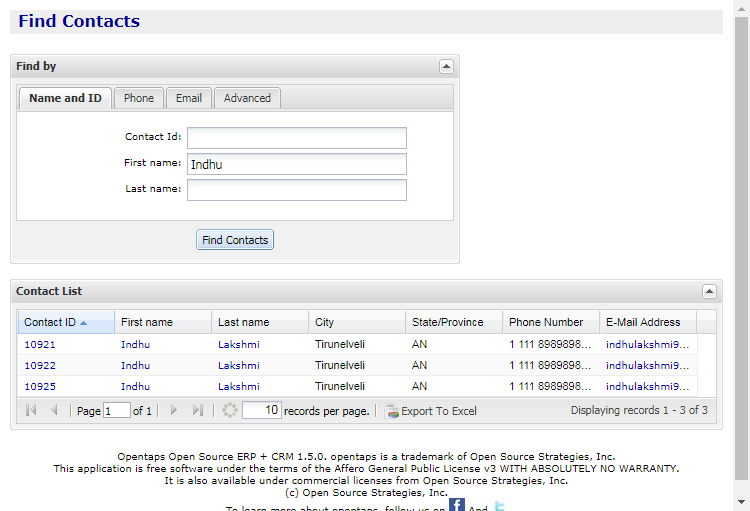 Find Contacts
Find by
Name and ID Phone Email Advanced
Contact Id:
First name: Indhu
Last name:
Find Contacts
Contact List
Contact ID First name Last name City State/Province Phone Number E-Mail Address
10921 Indhu Lakshmi Tirunelveli AN 1 111 8989898... indhulakshmi9...
10922 Indhu Lakshmi Tirunelveli AN 1 111 8989898... indhulakshmi9...
10925 Indhu Lakshmi Tirunelveli AN 1 111 8989898... indhulakshmi9...
Page 1 of 1 10 records per page. Export To Excel Displaying records 1 - 3 of 3
Opentaps Open Source ERP + CRM 1.5.0. opentaps is a trademark of Open Source Strategies, Inc.
This application is free software under the terms of the Affero General Public License v3 WITH ABSOLUTELY NO WARRANTY.
It is also available under commercial licenses from Open Source Strategies, Inc.
(c) Open Source Strategies, Inc.
To learn more about opentaps, follow us on f And t